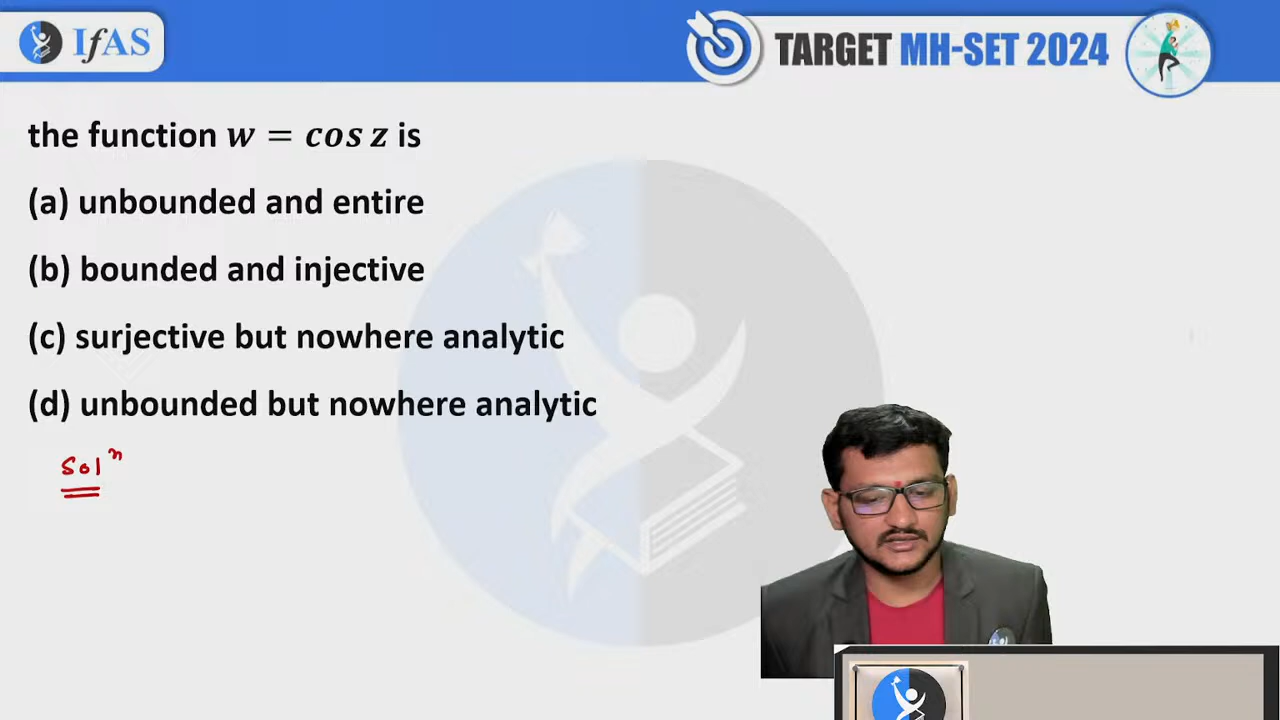 IfAS
TARGET MH-SET 2024
the function w = cos z is
(a) unbounded and entire
(b) bounded and injective
(c) surjective but nowhere analytic
(d) unbounded but nowhere analytic
Solⁿ